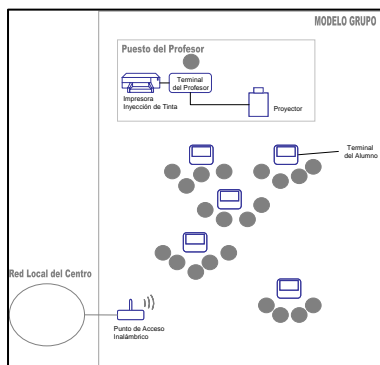 MODELO GRUPO
Puesto del Profesor
Terminal
del Profesor
Impresora
Inyección de Tinta
Proyector
Terminal
del Alumno
Red Local del Centro
Punto de Acceso
Inalámbrico